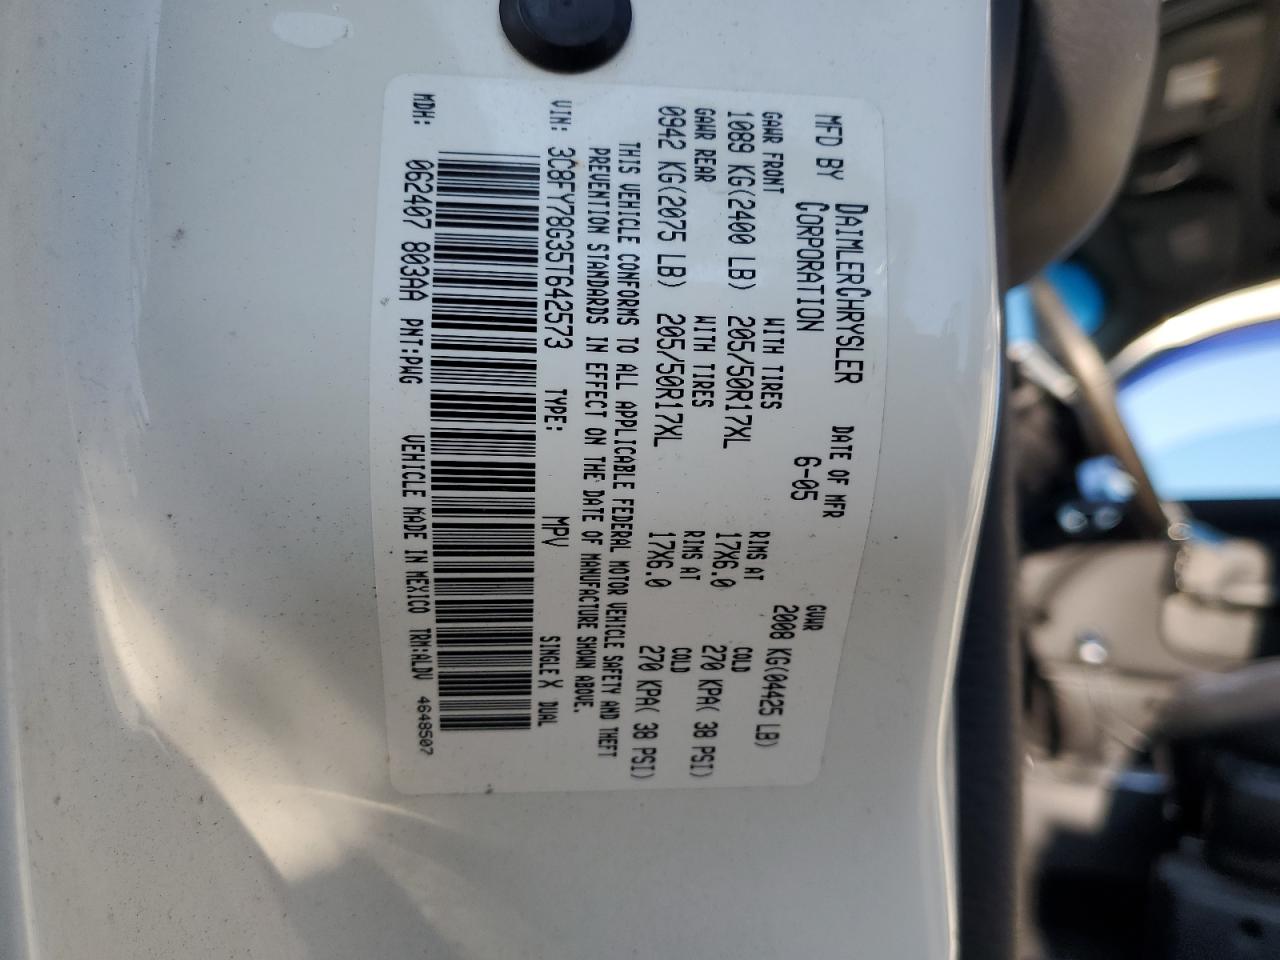 MFD BY DAIMLERCHRYSLER CORPORATION DATE OF MFR 6-05 GVWR 2008 KG(04425 LB)
GAWR FRONT WITH TIRES RIMS AT COLD
1089 KG(2400 LB) 205/50R17XL 17X6.0 270 KPA( 38 PSI)
GAWR REAR WITH TIRES RIMS AT COLD
0942 KG(2075 LB) 205/50R17XL 17X6.0 270 KPA( 38 PSI)
THIS VEHICLE CONFORMS TO ALL APPLICABLE FEDERAL MOTOR VEHICLE SAFETY AND THEFT
PREVENTION STANDARDS IN EFFECT ON THE DATE OF MANUFACTURE SHOWN ABOVE.
VIN: 3C8FY78G35T642573 TYPE: MPV SINGLE X DUAL
MDH: 062407 803AA PNT:PWG VEHICLE MADE IN MEXICO TRM:ALDV 4648507